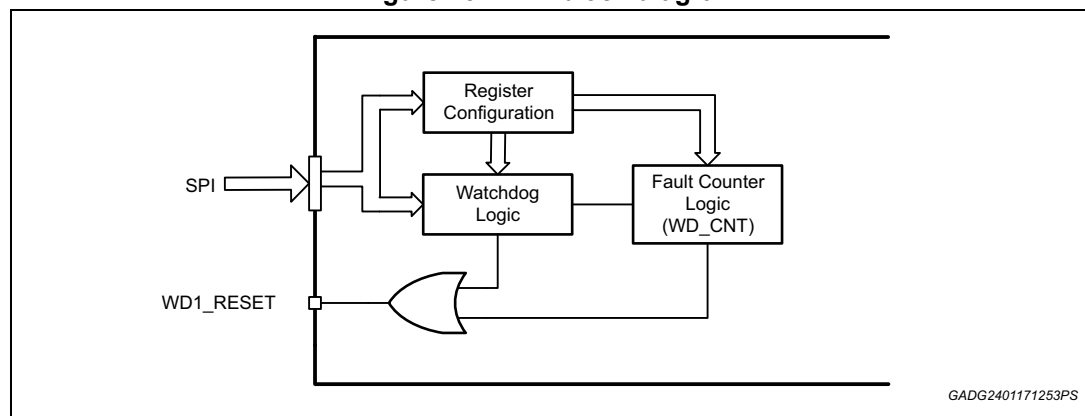 Register
Configuration
SPI
Watchdog
Logic
Fault Counter
Logic
(WD_CNT)
WD1_RESET
GADG2401171253PS